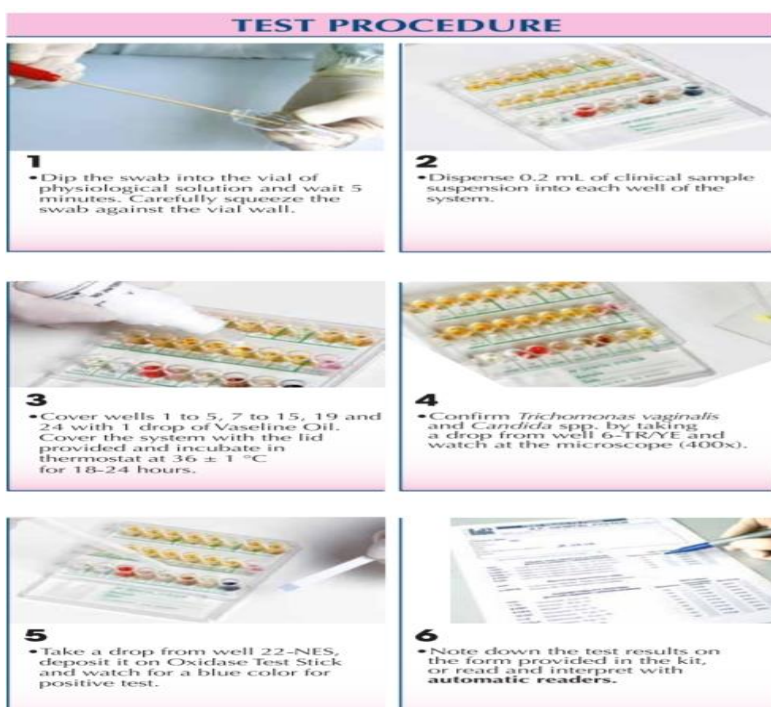 TEST PROCEDURE
1
•Dip the swab into the vial of
physiological solution and wait 5
minutes. Carefully squeeze the
swab against the vial wall.
2
•Dispense 0.2 mL of clinical sample
suspension into each well of the
system.
3
•Cover wells 1 to 5, 7 to 15, 19 and
24 with 1 drop of Vaseline Oil.
Cover the system with the lid
provided and incubate in
thermostat at 36 ± 1 °C
for 18-24 hours.
4
•Confirm Trichomonas vaginalis
and Candida spp. by taking
a drop from well 6-TR/YE and
watch at the microscope (400x).
5
•Take a drop from well 22-NES,
deposit it on Oxidase Test Stick
and watch for a blue color for
positive test.
6
•Note down the test results on
the form provided in the kit,
or read and interpret with
automatic readers.